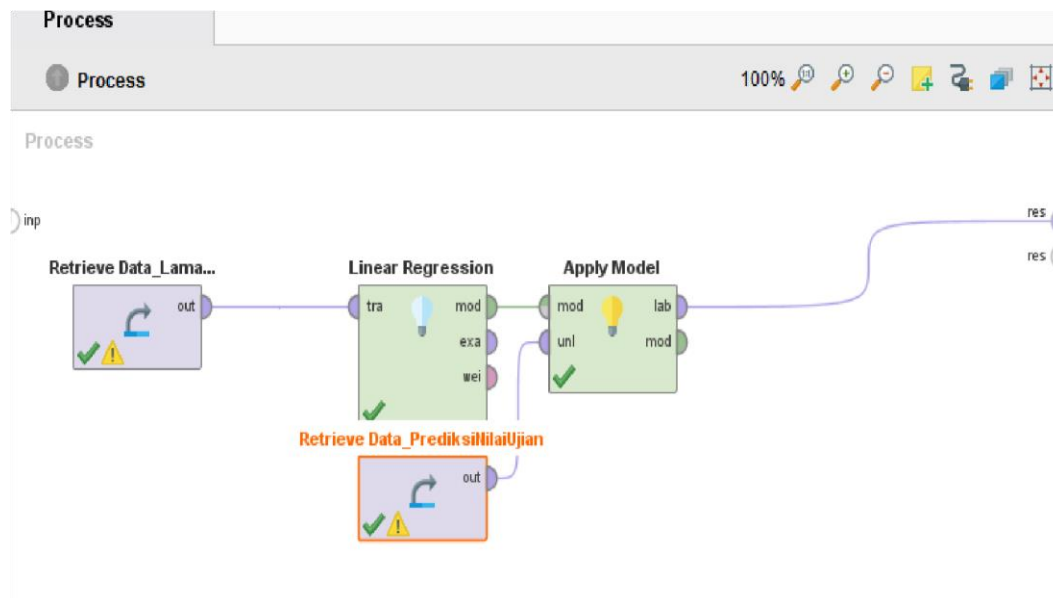 Process
Process
100%
Process
inp
res
res
Retrieve Data_Lama...
out
Linear Regression
tra
mod
exa
wei
Apply Model
mod
lab
unl
mod
Retrieve Data_PrediksiNilaiUjian
out